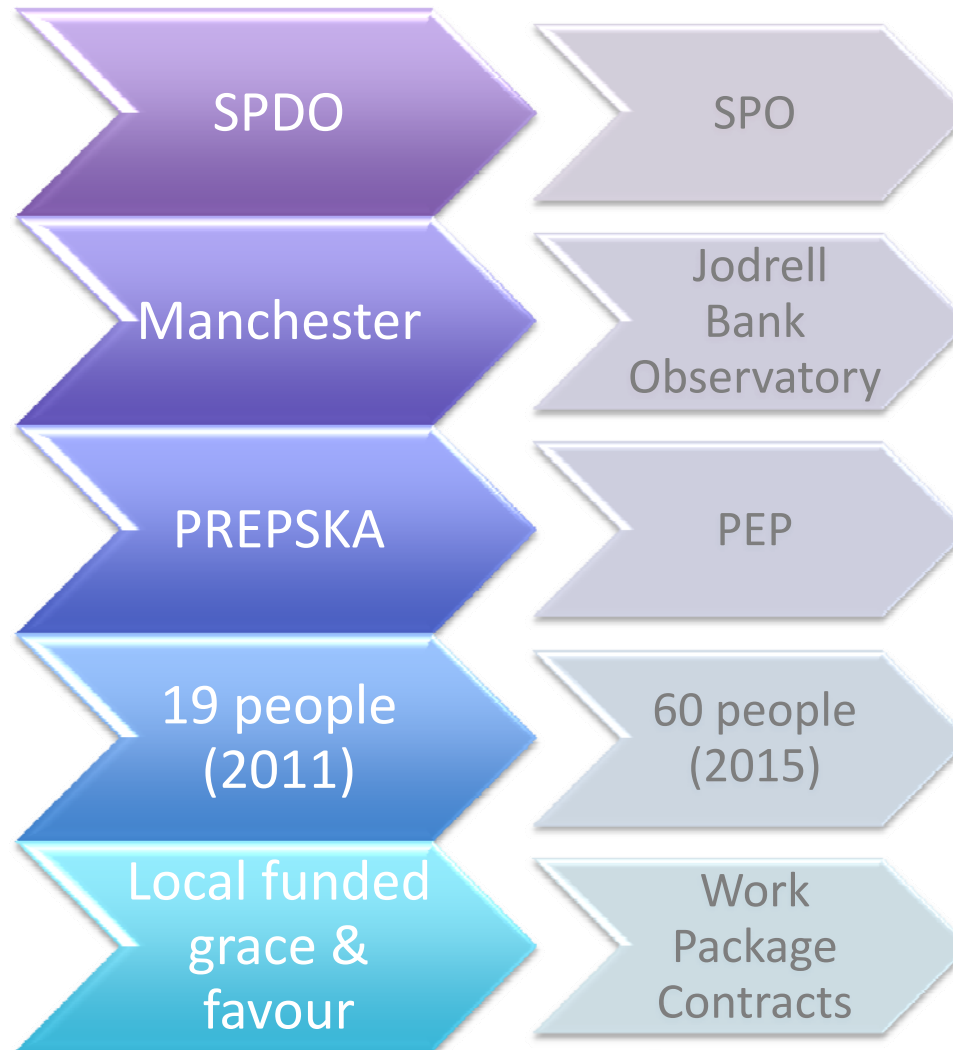 SPDO
SPO
Manchester
Jodrell
Bank
Observatory
PREPSKA
PEP
19 people
(2011)
60 people
(2015)
Local funded
grace &
favour
Work
Package
Contracts